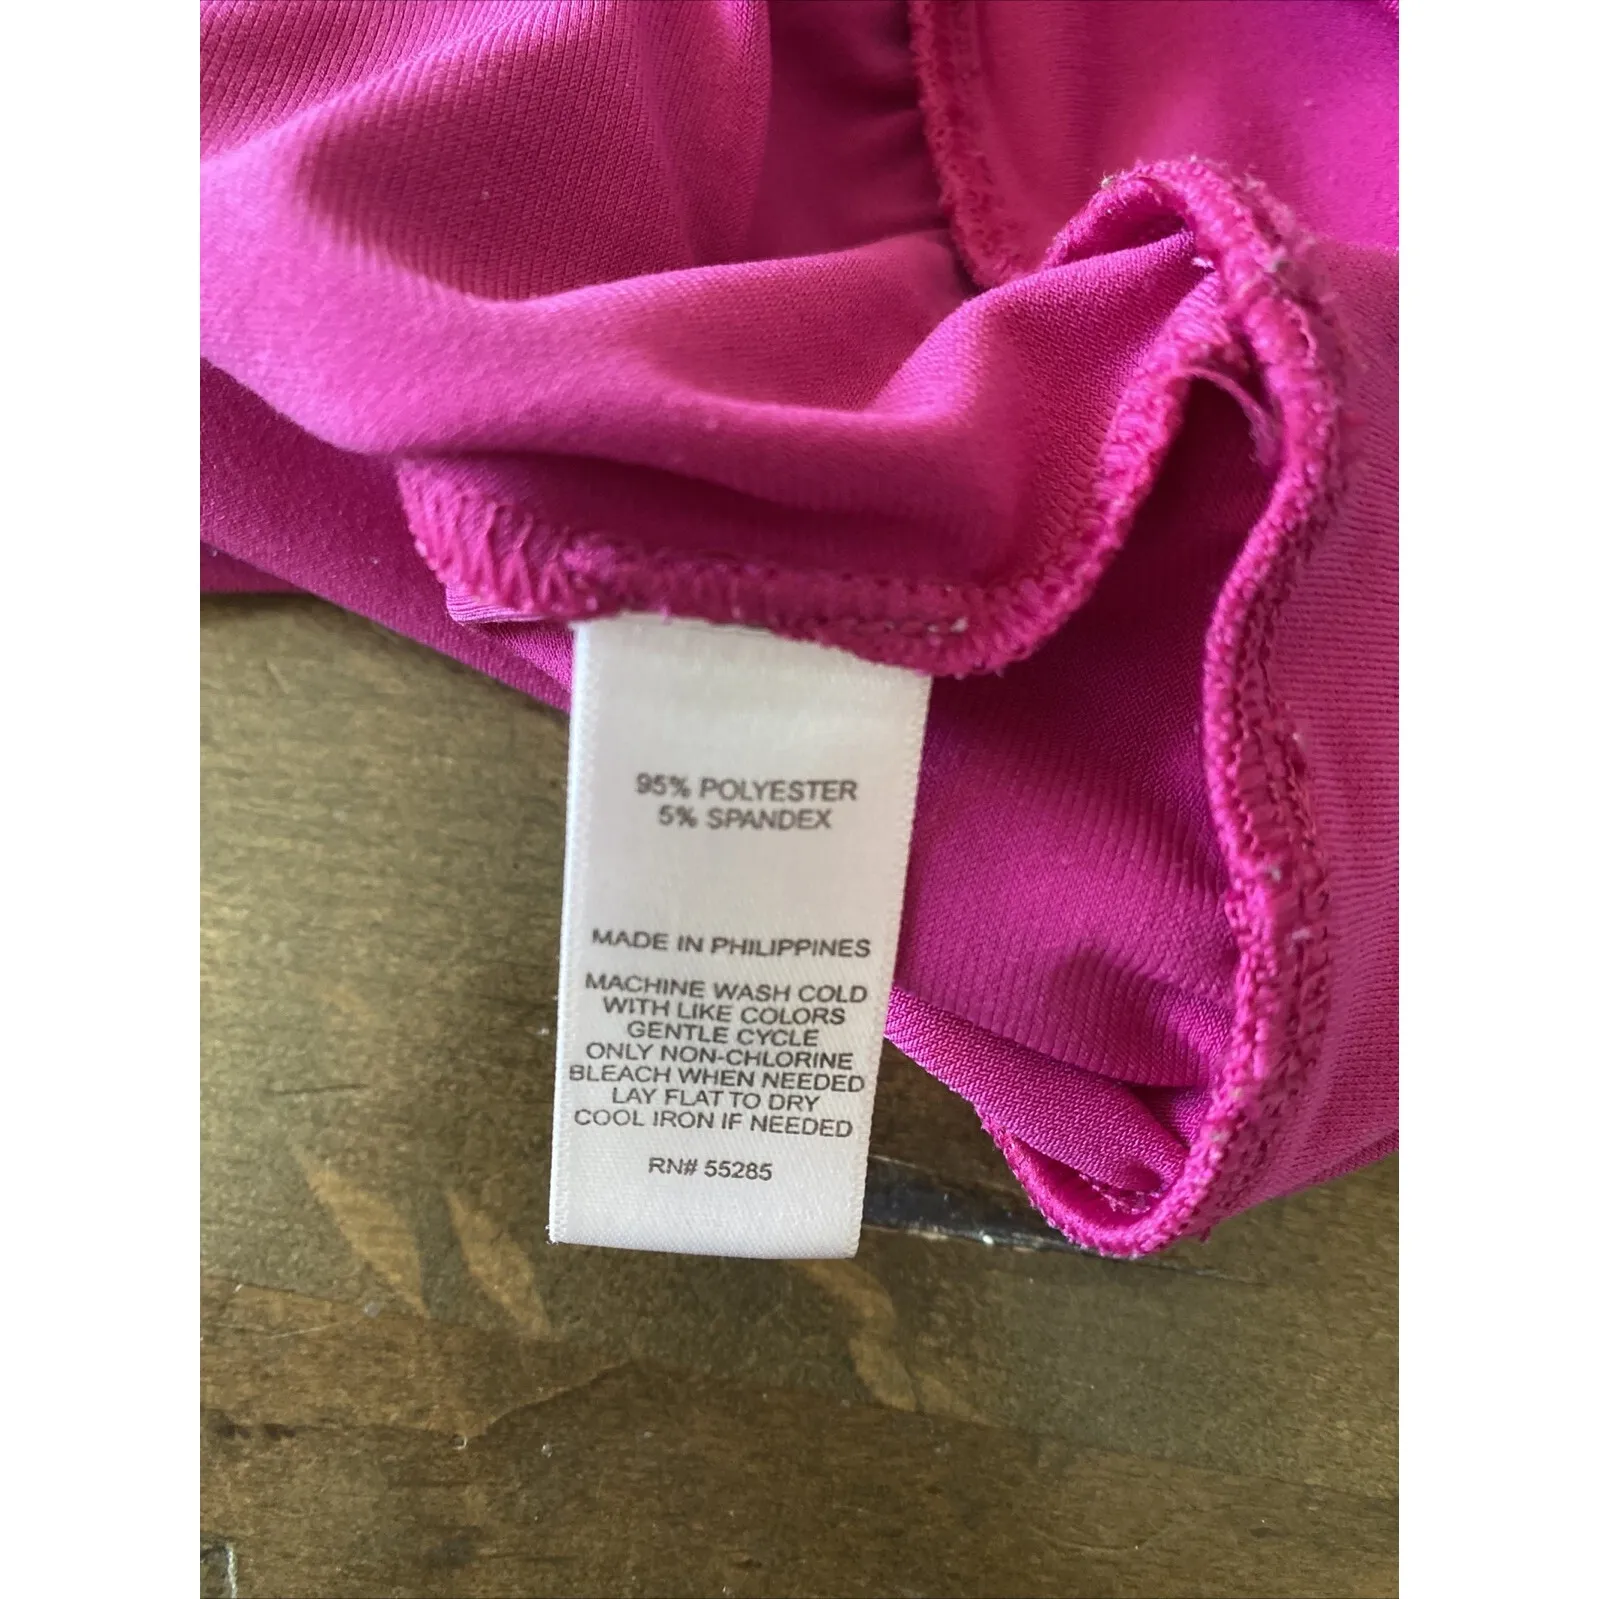 95% POLYESTER
5% SPANDEX
MADE IN PHILIPPINES
MACHINE WASH COLD
WITH LIKE COLORS
GENTLE CYCLE
ONLY NON-CHLORINE
BLEACH WHEN NEEDED
LAY FLAT TO DRY
COOL IRON IF NEEDED
RN# 55285